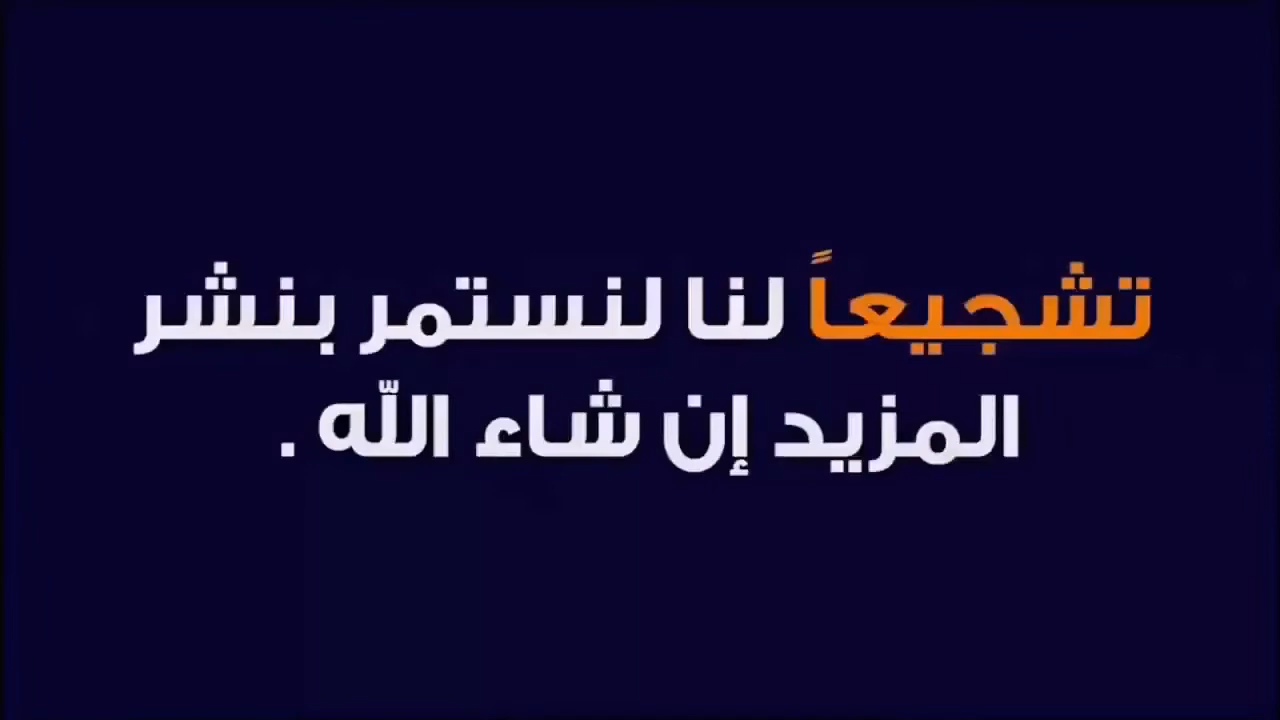 تشجيعاً لنا لنستمر بنشر
المزيد إن شاء اللّه .